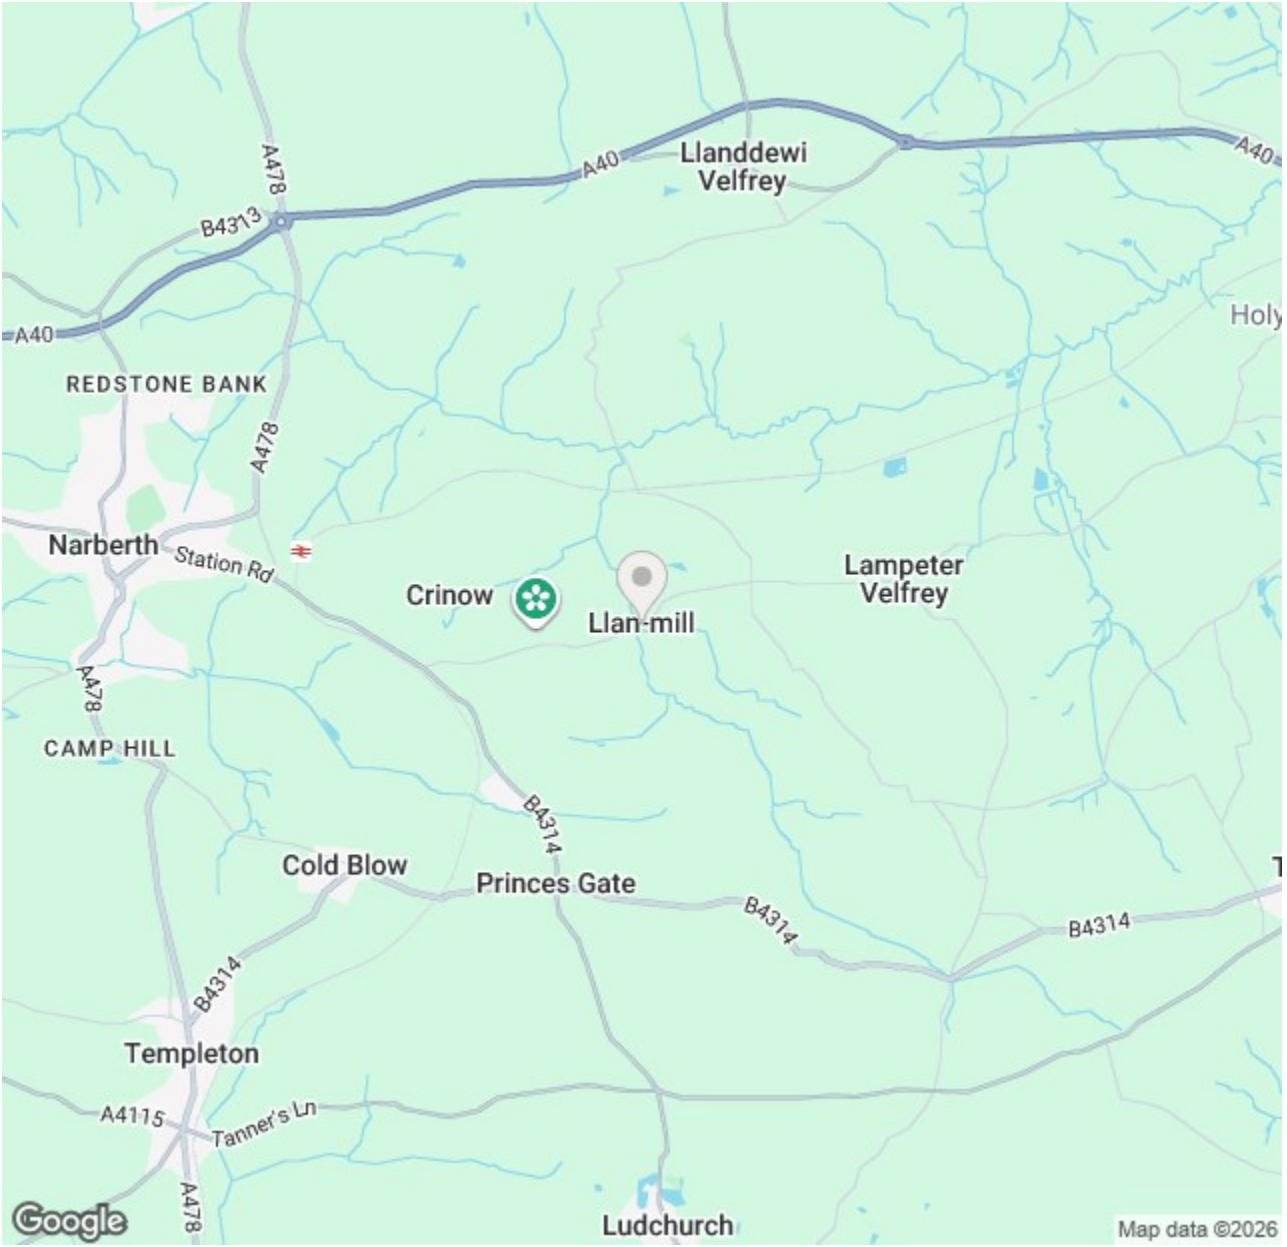 A478
A40
Llanddewi
Velfrey
A40
B4313
A40
Holy
REDSTONE BANK
A478
Narberth
Station Rd
Crinow
Llan-mill
Lampeter
Velfrey
A478
CAMP HILL
B4314
Cold Blow
Princes Gate
T
B4314
B4314
B4314
Templeton
A4115
Tanner's Ln
A478
Ludchurch
Google
Map data ©2026